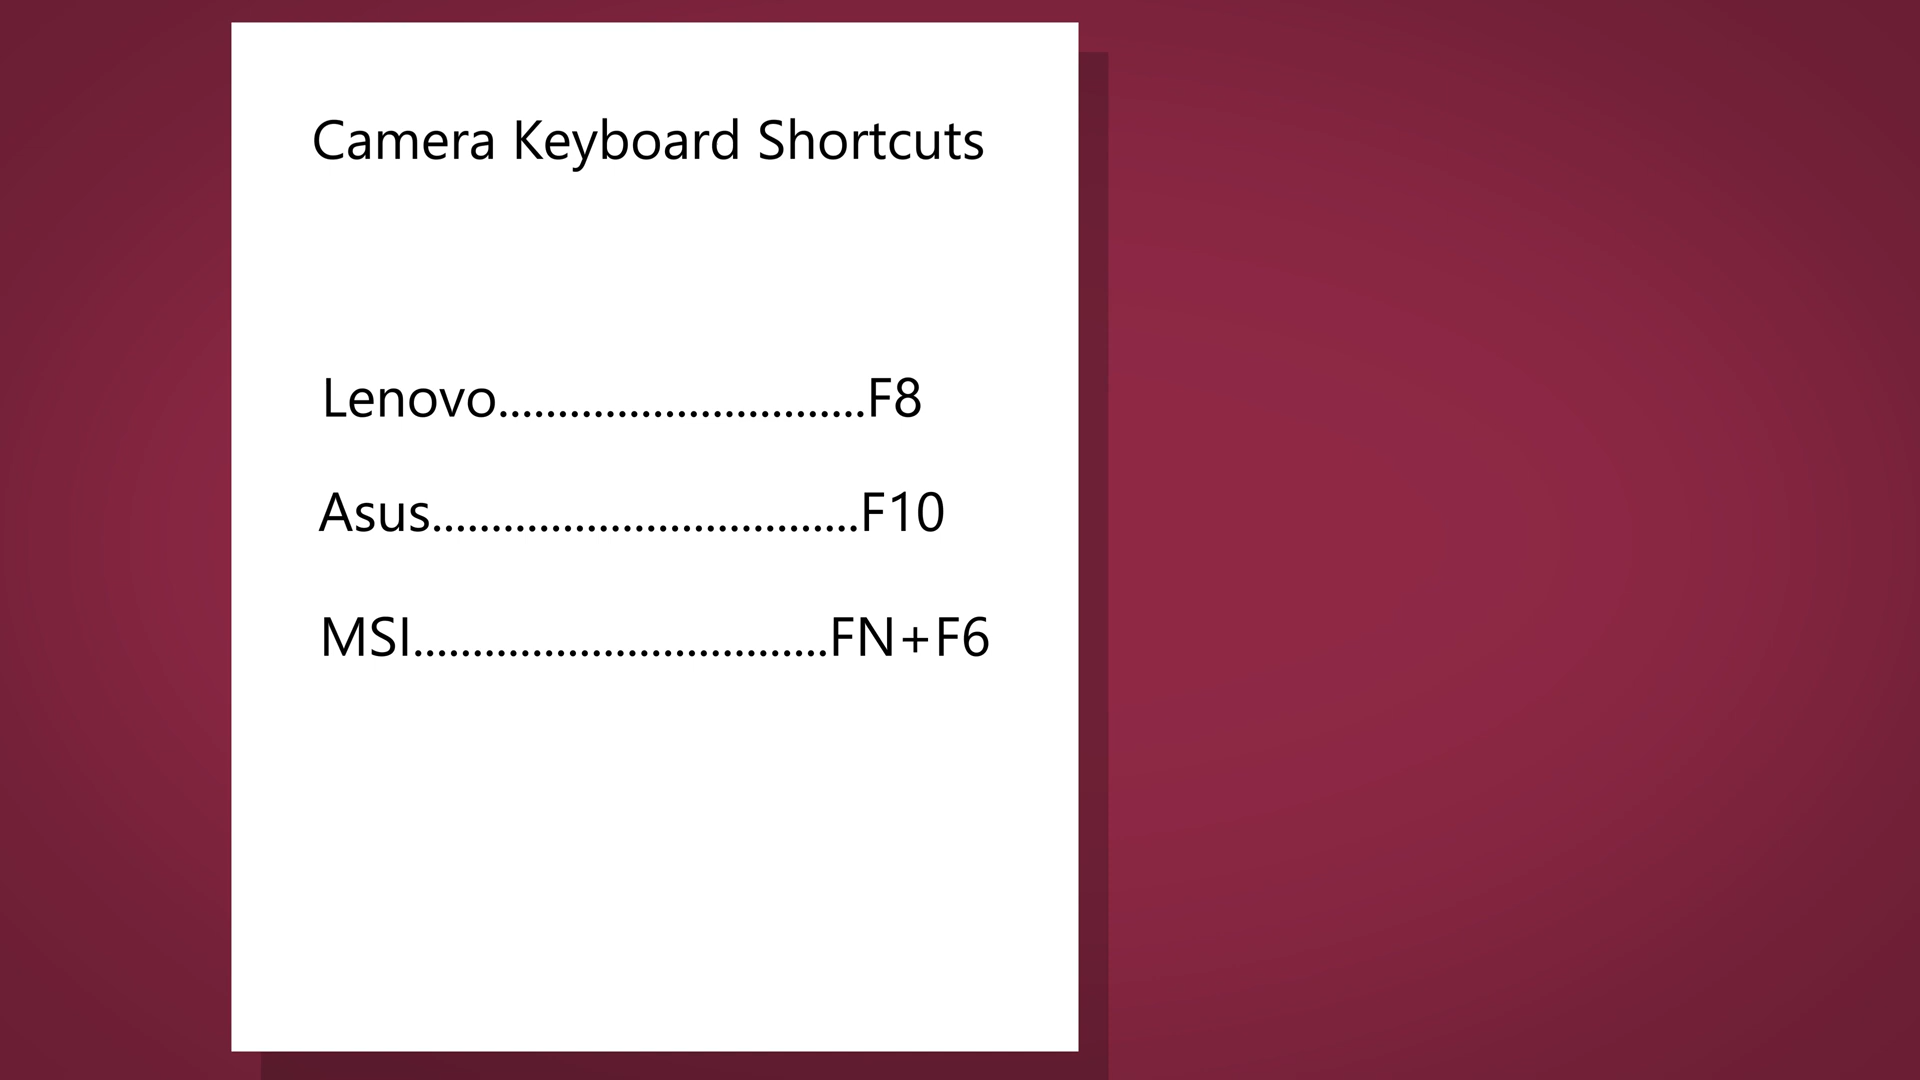 Camera Keyboard Shortcuts
Lenovo...............................F8
Asus....................................F10
MSI...................................FN+F6